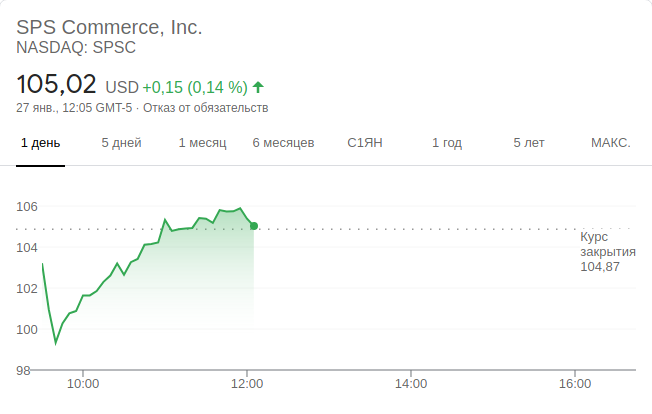 SPS Commerce, Inc.
NASDAQ: SPSC
105,02 USD +0,15 (0,14 %)
27 янв., 12:05 GMT-5 · Отказ от обязательств
1 день 5 дней 1 месяц 6 месяцев С1ЯН 1 год 5 лет МАКС.
106
104
102
100
98
Курс
закрытия
104,87
10:00 12:00 14:00 16:00